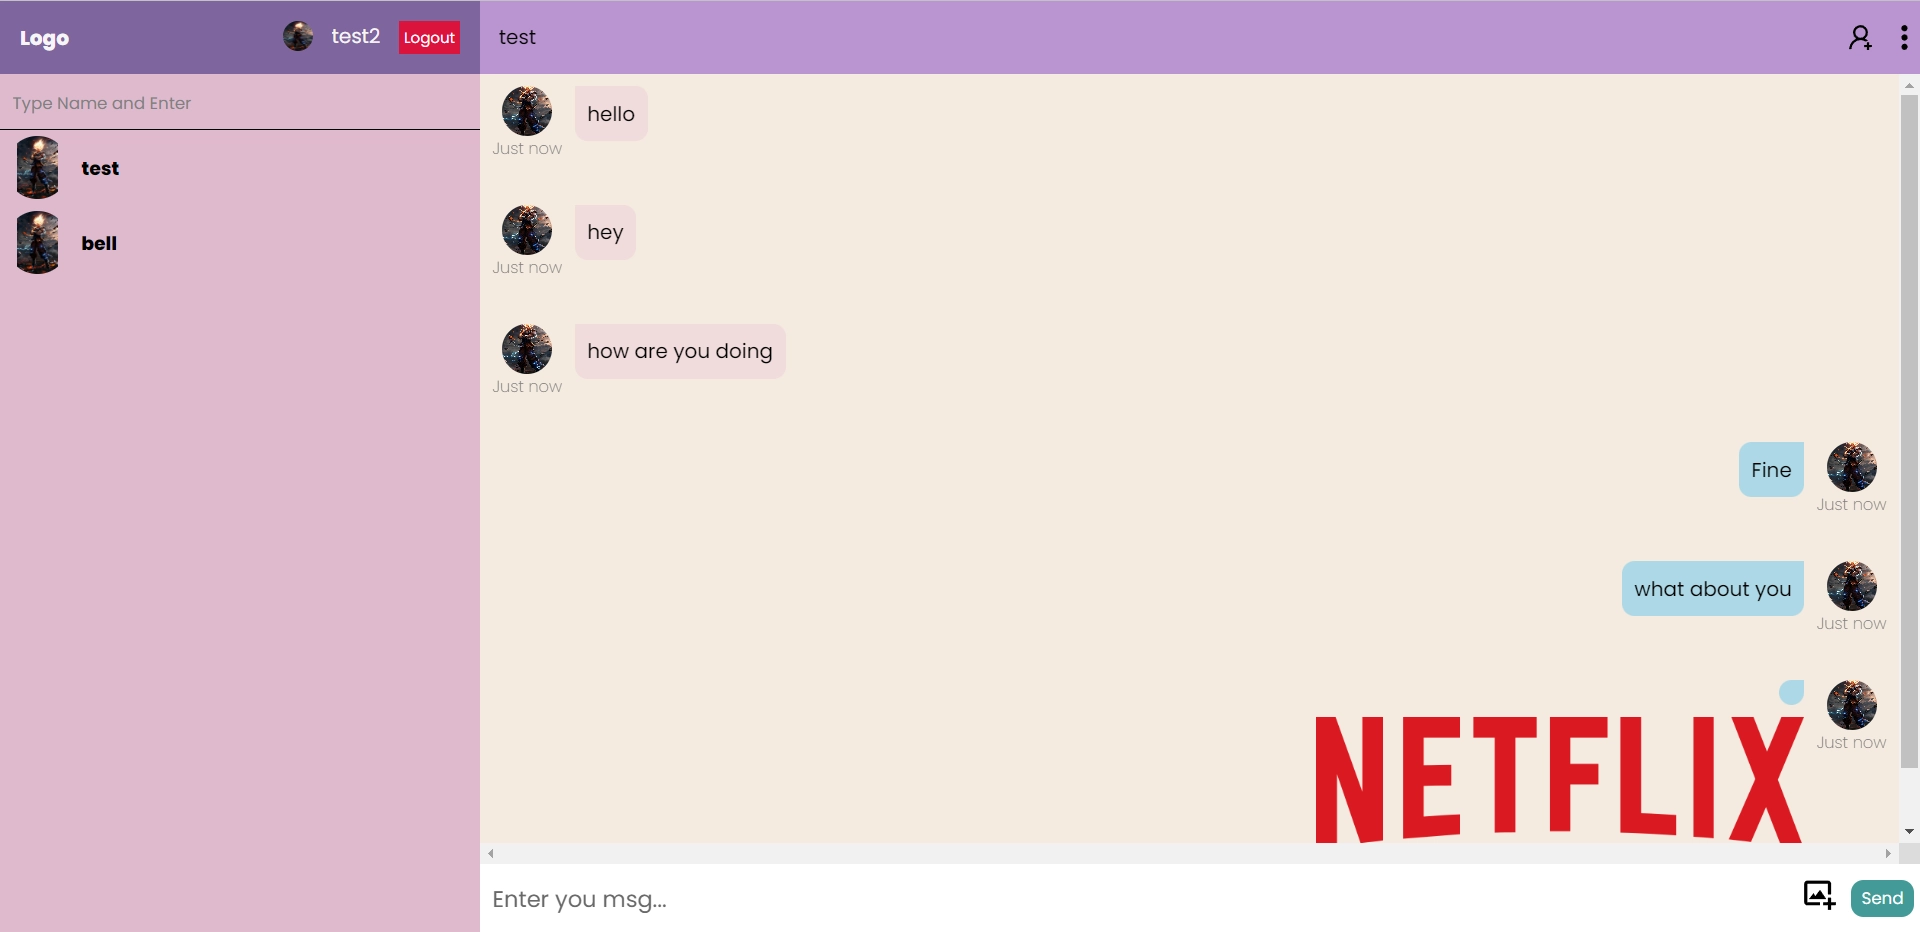 Logo
test2
Logout
test
Type Name and Enter
test
bell
hello
Just now
hey
Just now
how are you doing
Just now
Fine
Just now
what about you
Just now
Just now
NETFLIX
Enter you msg...
Send